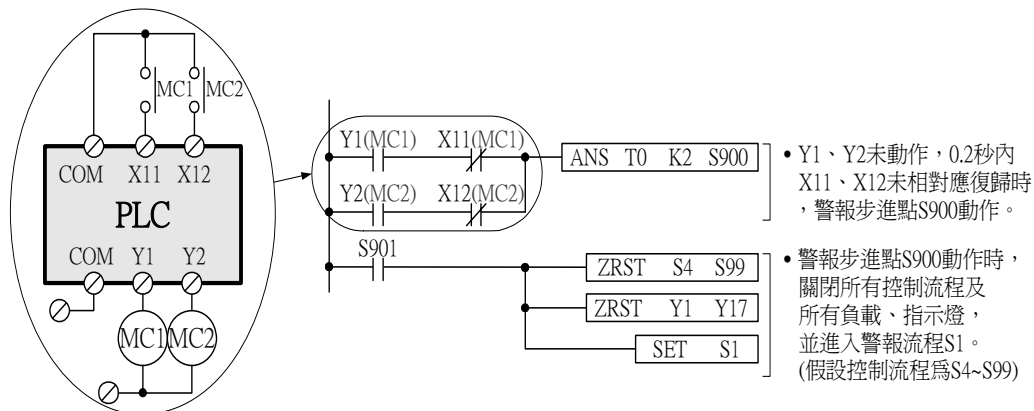 MC1 MC2
COM X11 X12
PLC
COM Y1 Y2
MC1 MC2
Y1(MC1) X11(MC1)
ANS T0 K2 S900
Y2(MC2) X12(MC2)
• Y1、Y2未動作，0.2秒內
X11、X12未相對應復歸時
，警報步進點S900動作。
S901
ZRST S4 S99
ZRST Y1 Y17
SET S1
• 警報步進點S900動作時，
關閉所有控制流程及
所有負載、指示燈，
並進入警報流程S1。
(假設控制流程為S4~S99)